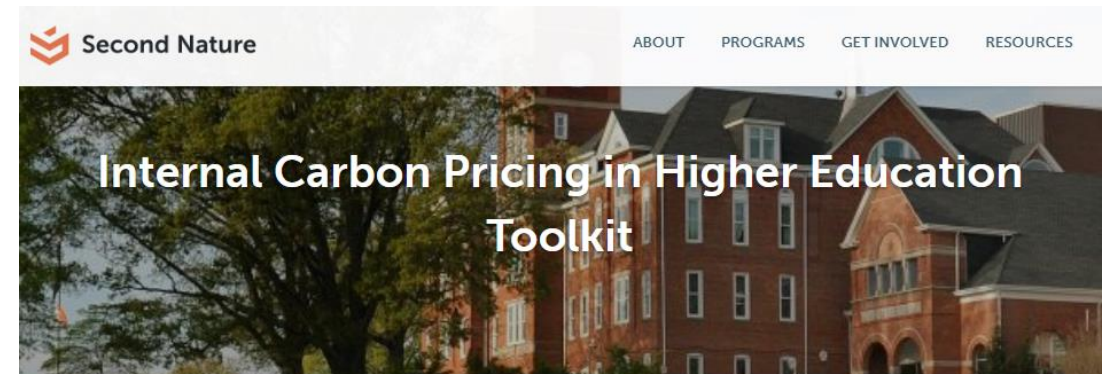 Second Nature
ABOUT PROGRAMS GET INVOLVED RESOURCES
Internal Carbon Pricing in Higher Education
Toolkit